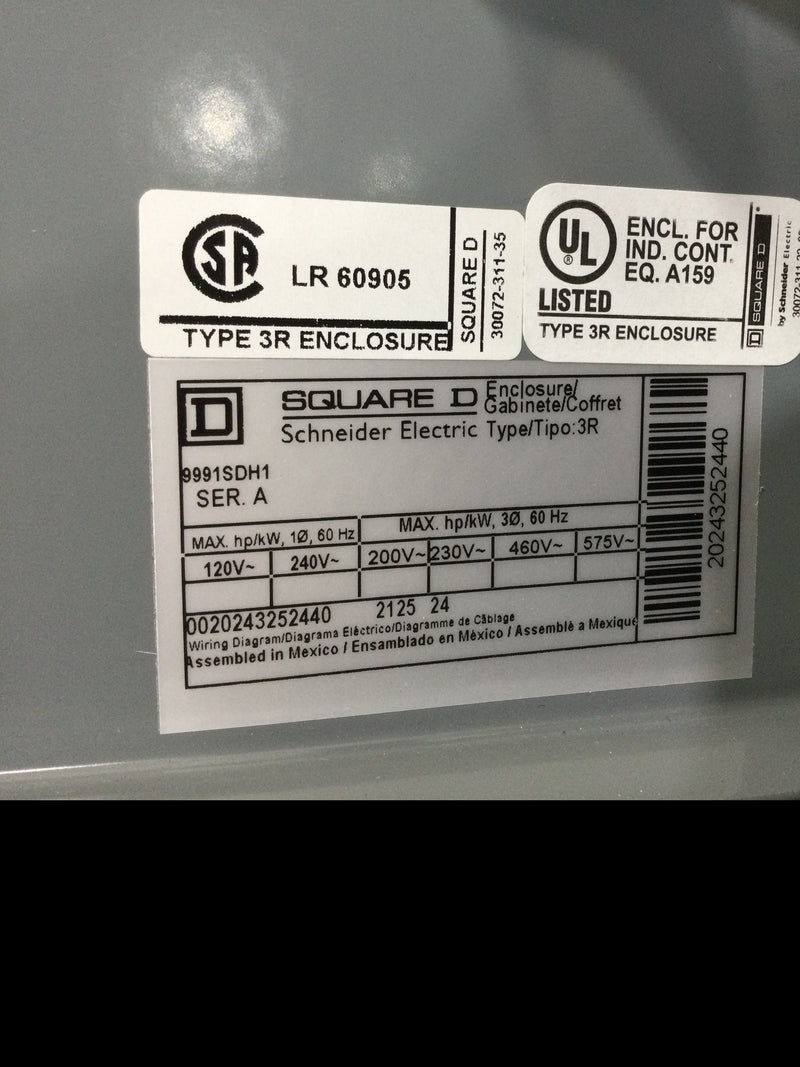 LR 60905
TYPE 3R ENCLOSURE
SQUARE D
30072-311-35
UL
®
LISTED
ENCL. FOR
IND. CONT.
EQ. A159
TYPE 3R ENCLOSURE
SQUARE D
by Schneider Electric
D
SQUARE D
Schneider Electric
Enclosure/
Gabinete/Coffret
Type/Tipo:3R
9991SDH1
SER. A
MAX. hp/kW, 1Ø, 60 Hz
MAX. hp/kW, 3Ø, 60 Hz
120V~ 240V~ 200V~ 230V~ 460V~ 575V~
0020243252440 2125 24
Wiring Diagram/Diagrama Eléctrico/Diagramme de Câblage
Assembled in Mexico / Ensamblado en México / Assemblé a Mexique
20243252440